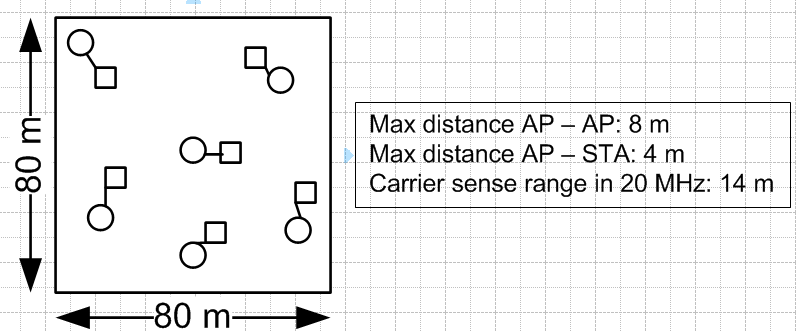 80 m
Max distance AP – AP: 8 m
Max distance AP – STA: 4 m
Carrier sense range in 20 MHz: 14 m
80 m